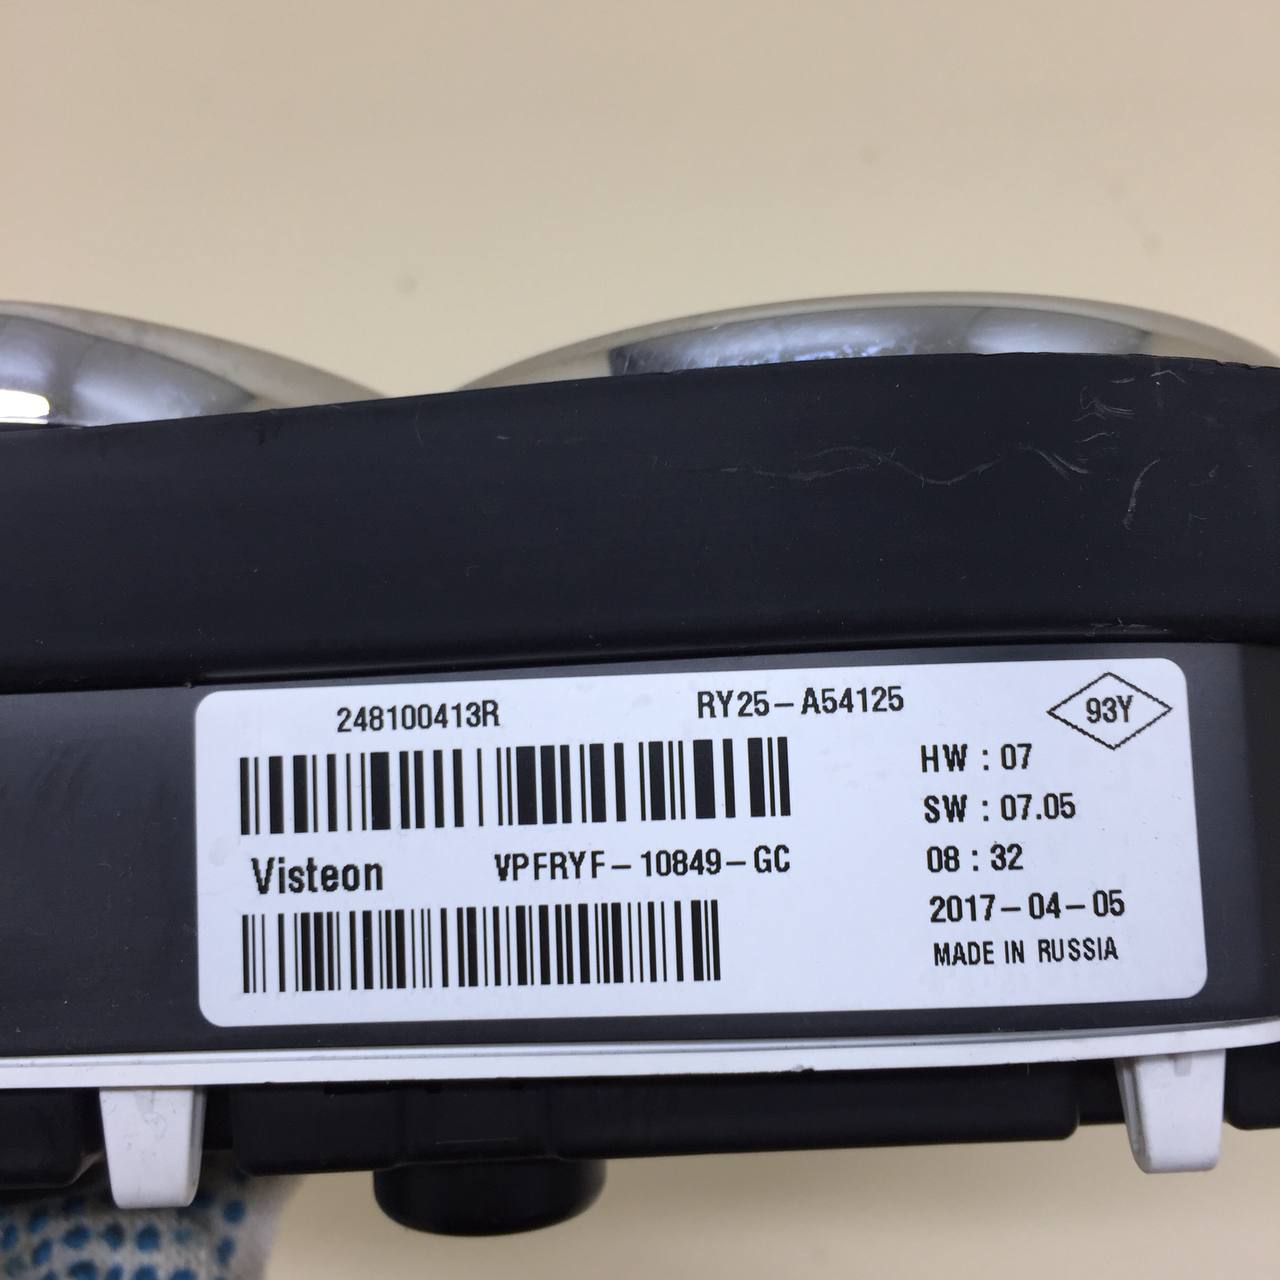 248100413R
RY25-A54125
93Y
HW : 07
SW : 07.05
Visteon
VPFRYF-10849-GC
08 : 32
2017-04-05
MADE IN RUSSIA